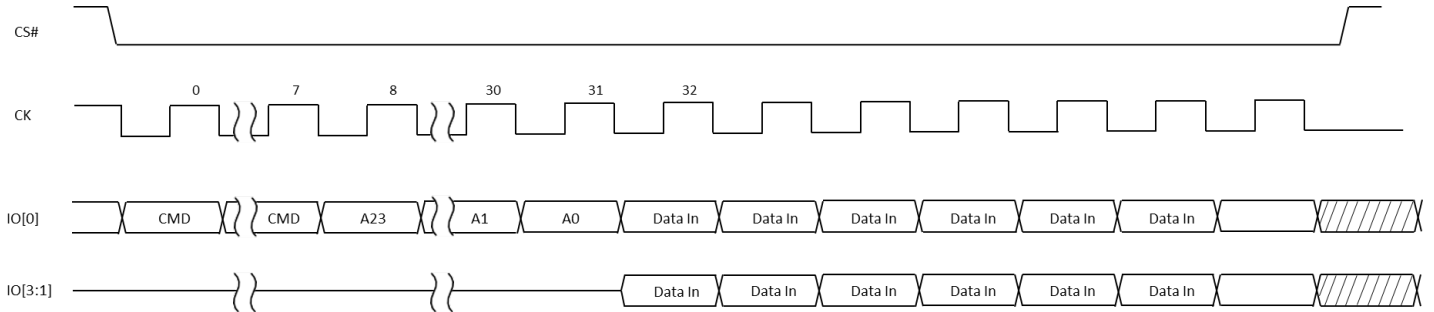 CS#
0 7 8 30 31 32
CK
IO[0] CMD CMD A23 A1 A0 Data In Data In Data In Data In Data In Data In
IO[3:1] Data In Data In Data In Data In Data In Data In